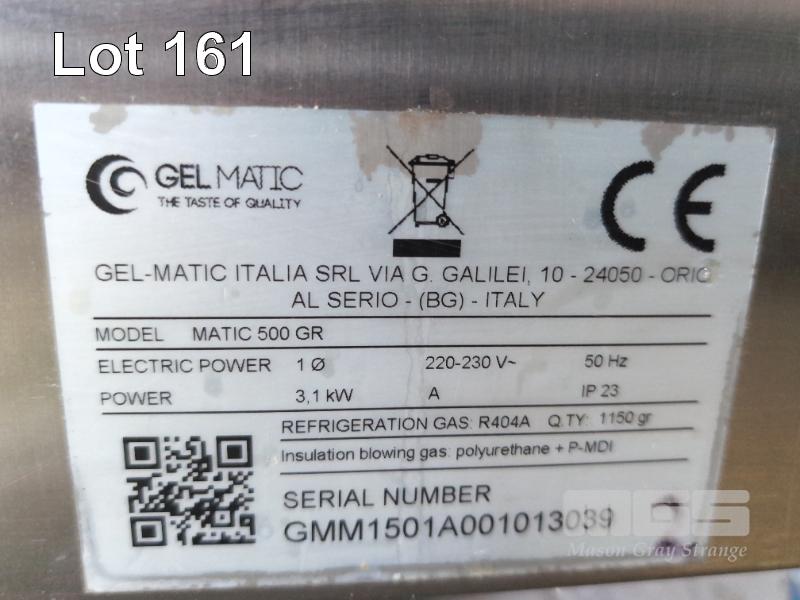 Lot 161
GEL MATIC
THE TASTE OF QUALITY
CE
GEL-MATIC ITALIA SRL VIA G. GALILEI, 10 - 24050 - ORIO
AL SERIO - (BG) - ITALY
MODEL MATIC 500 GR
ELECTRIC POWER 1 Ø 220-230 V~ 50 Hz
POWER 3,1 kW A IP 23
REFRIGERATION GAS: R404A Q.TY: 1150 gr
Insulation blowing gas: polyurethane + P-MDI
SERIAL NUMBER
GMM1501A001013039
MGS
Mason Gray Strange